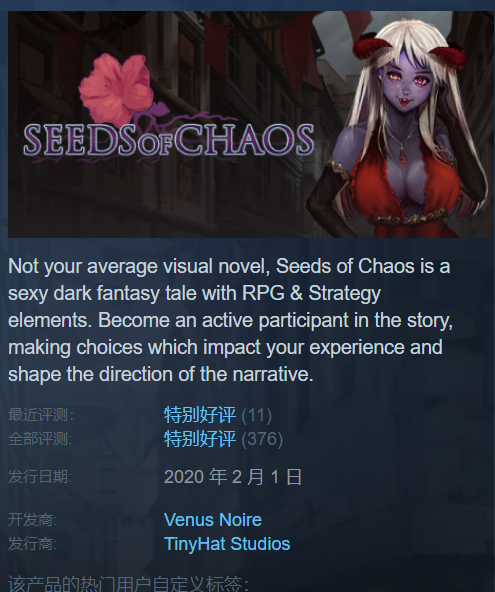 SEEDS OF CHAOS
Not your average visual novel, Seeds of Chaos is a
sexy dark fantasy tale with RPG & Strategy
elements. Become an active participant in the story,
making choices which impact your experience and
shape the direction of the narrative.
最近评测: 特别好评 (11)
全部评测: 特别好评 (376)
发行日期: 2020 年 2 月 1 日
开发商: Venus Noire
发行商: TinyHat Studios
该产品的热门用户自定义标签: